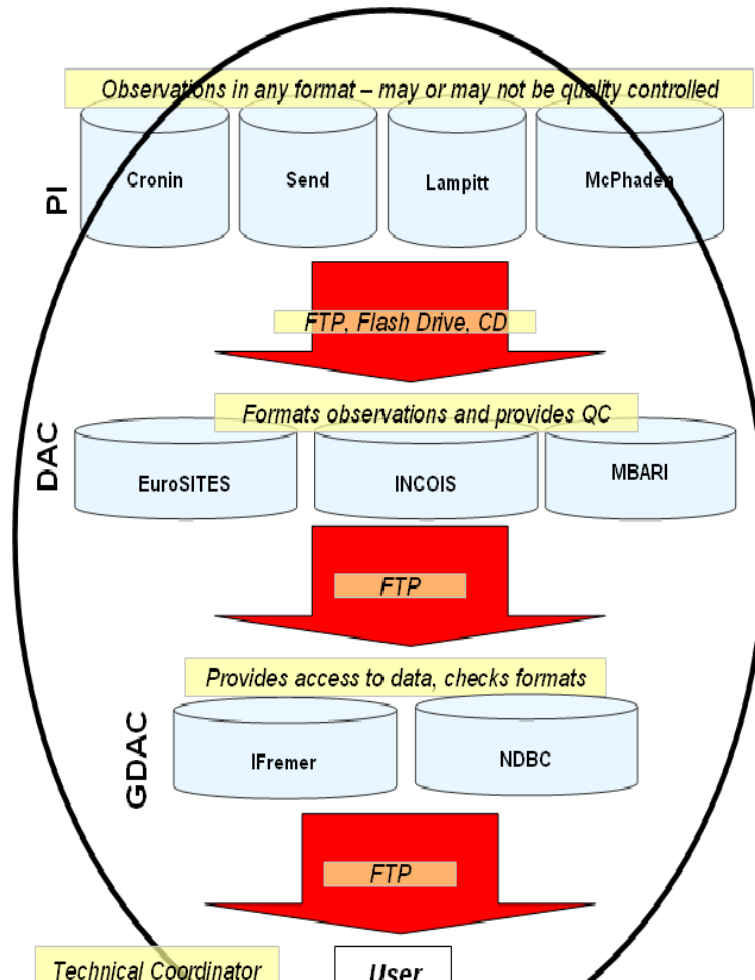 Observations in any format – may or may not be quality controlled
PI
Cronin
Send
Lampitt
McPhaden
FTP, Flash Drive, CD
DAC
Formats observations and provides QC
EuroSITES
INCOIS
MBARI
FTP
Provides access to data, checks formats
GDAC
IFremer
NDBC
FTP
Technical Coordinator
User